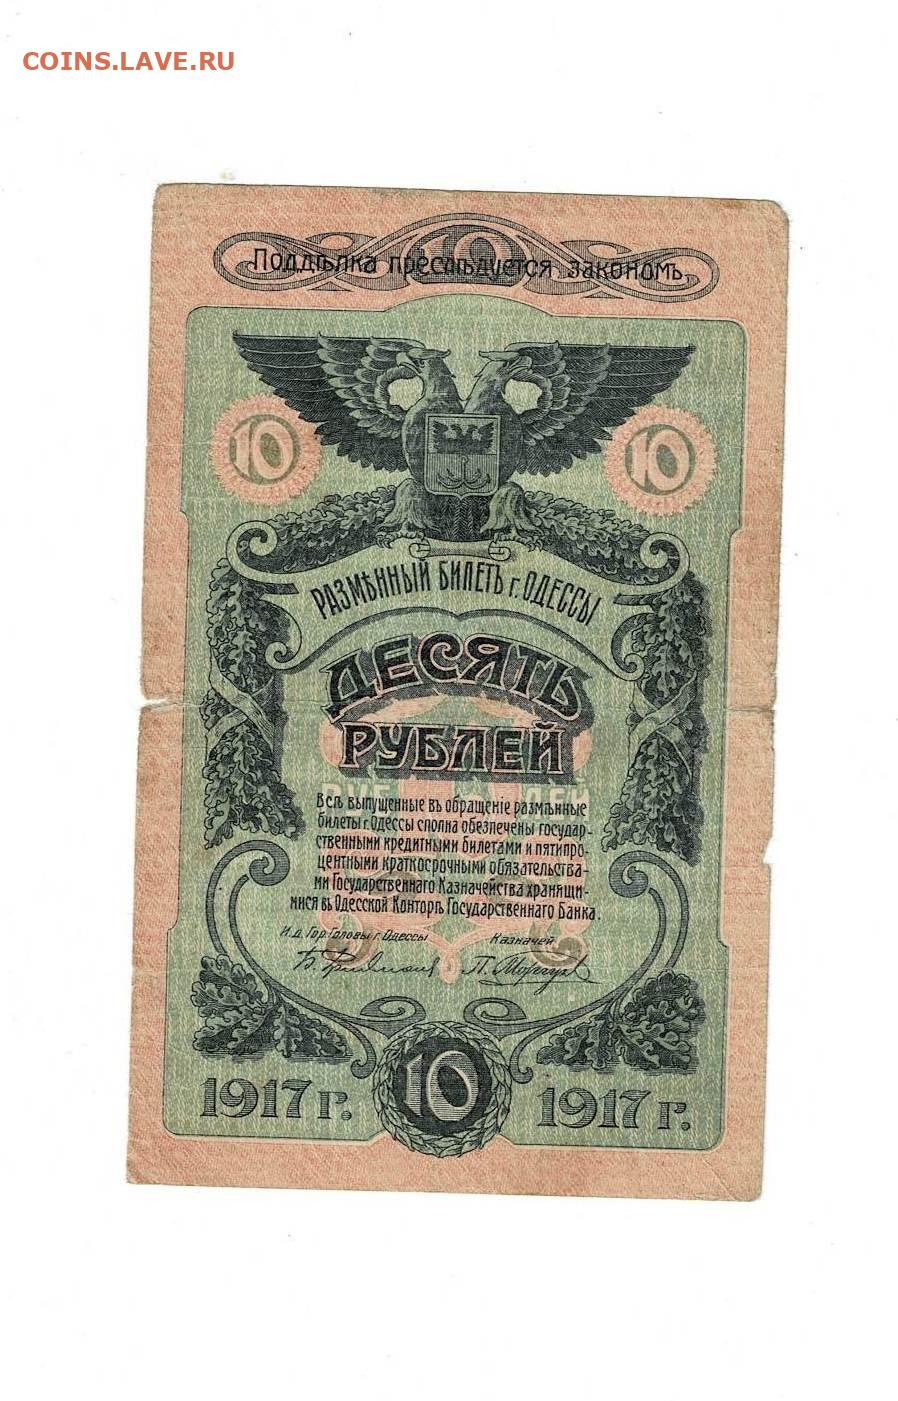 COINS.LAVE.RU
10
Поддѣлка преслѣдуется закономъ.
10 10
РАЗМѢННЫЙ БИЛЕТЪ г. ОДЕССЫ
ДЕСЯТЬ
РУБЛЕЙ
Всѣ выпущенные въ обращеніе размѣнные
билеты г. Одессы сполна обезпечены государ-
ственными кредитными билетами и пятипро-
центными краткосрочными обязательства-
ми Государственнаго Казначейства хранящи-
мися въ Одесской Конторѣ Государственнаго Банка.
И.д. Гор. Головы г. Одессы Казначей
10
1917 г. 1917 г.